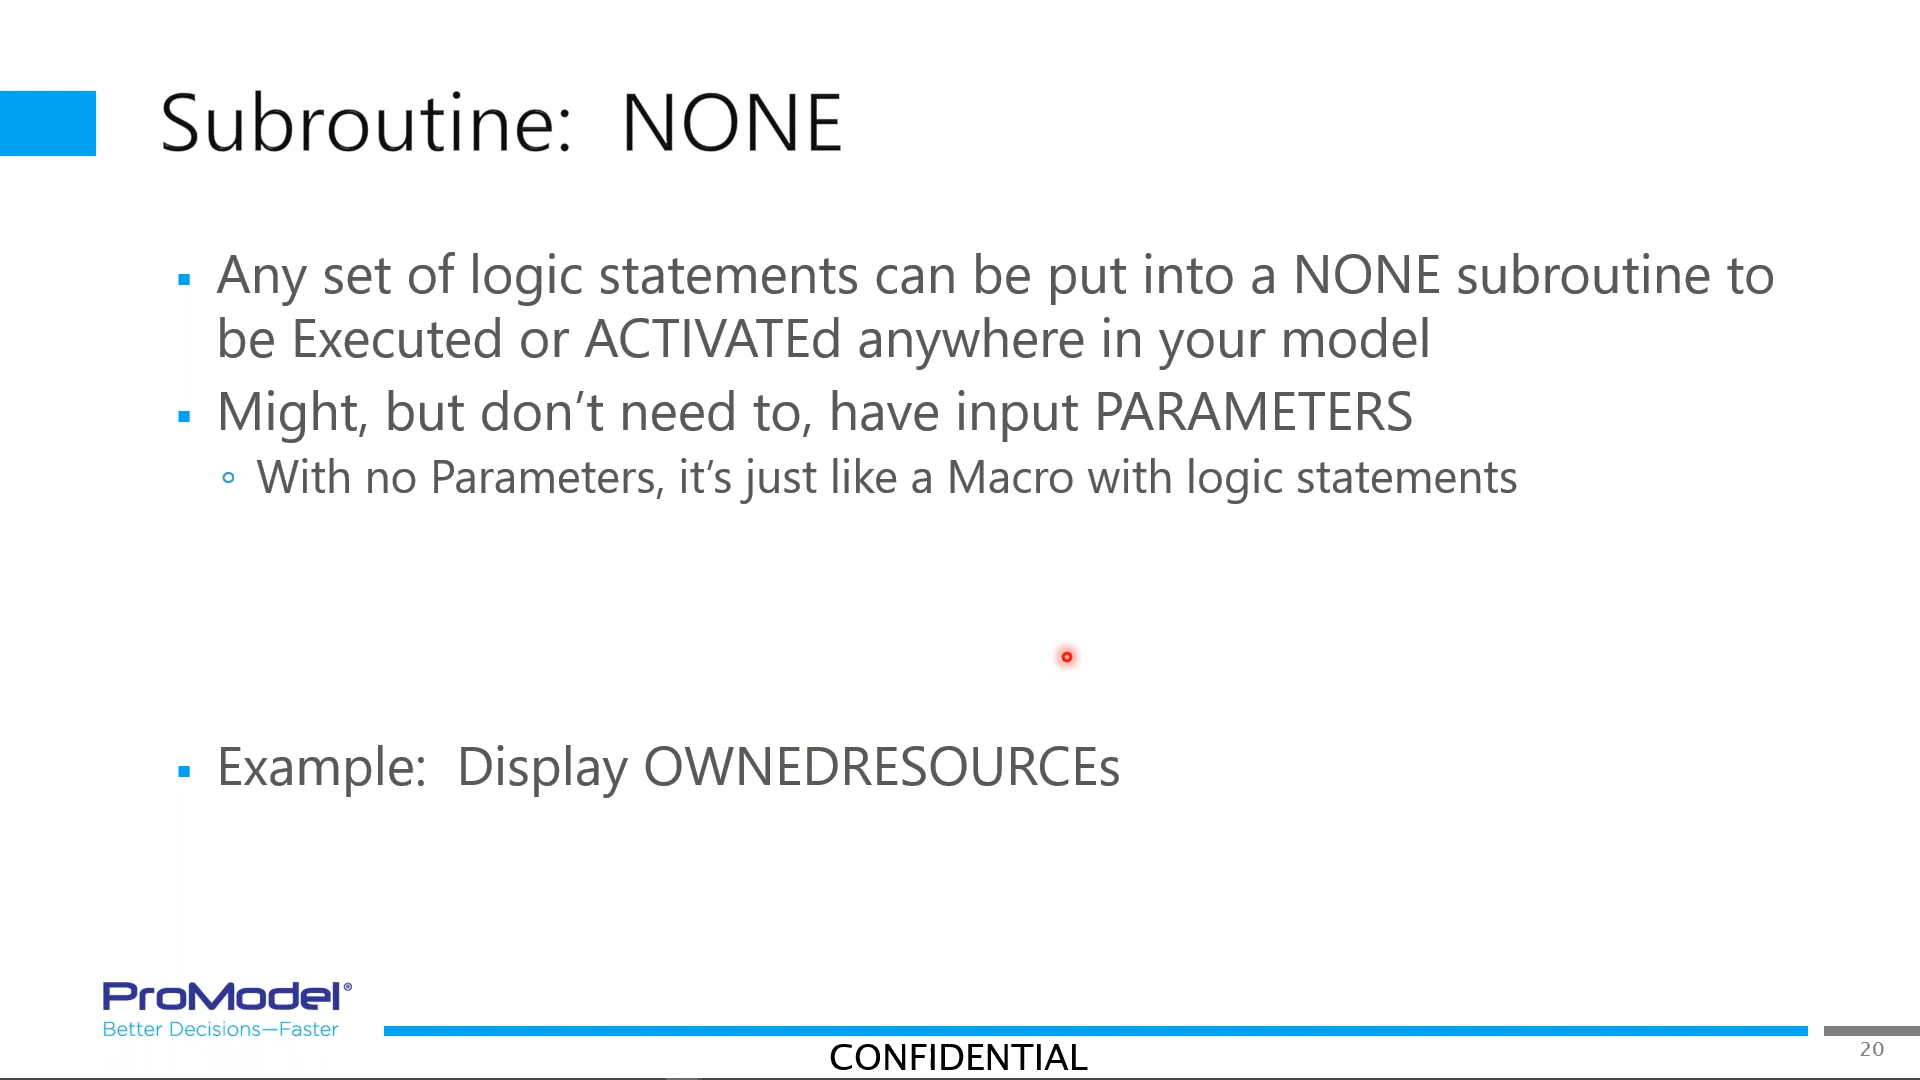 Subroutine:  NONE
Any set of logic statements can be put into a NONE subroutine to
be Executed or ACTIVATEd anywhere in your model
Might, but don’t need to, have input PARAMETERS
With no Parameters, it’s just like a Macro with logic statements
Example:  Display OWNEDRESOURCEs
ProModel®
Better Decisions—Faster
CONFIDENTIAL
20